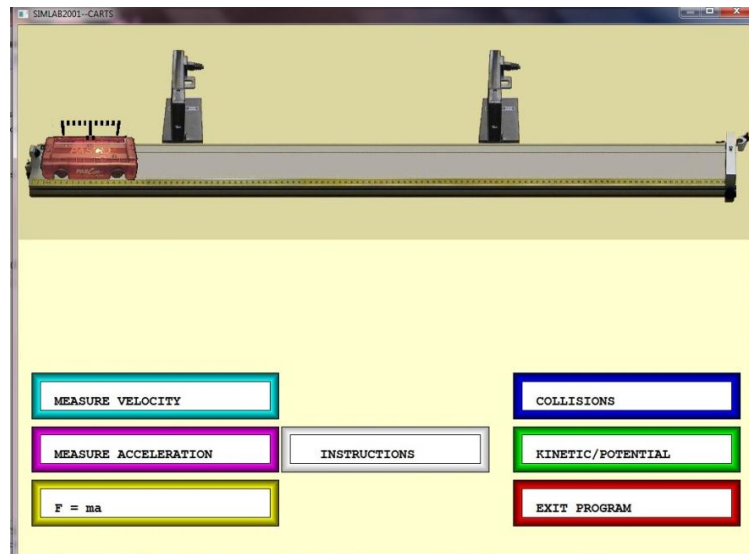 SIMLAB2001--CARTS
MEASURE VELOCITY
COLLISIONS
MEASURE ACCELERATION
INSTRUCTIONS
KINETIC/POTENTIAL
F = ma
EXIT PROGRAM